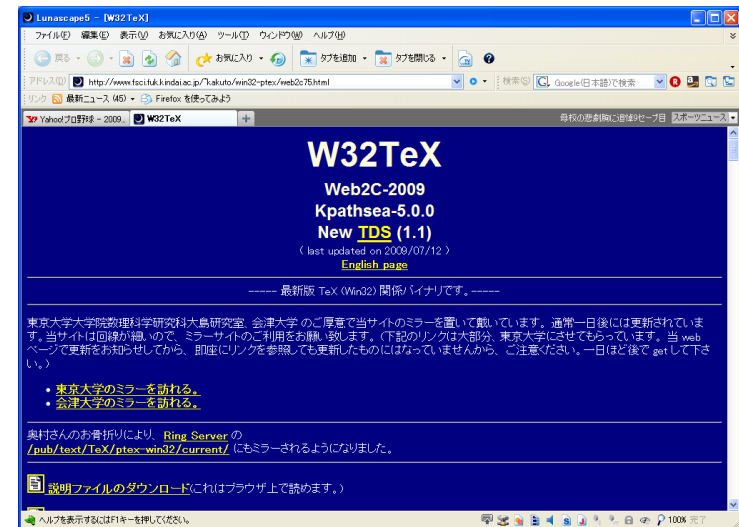 Lunascape5 - [W32TeX]
ファイル(F) 編集(E) 表示(V) お気に入り(A) ツール(T) ウィンドウ(W) ヘルプ(H)
戻る お気に入り タブを追加 タブを閉じる
アドレス(D) http://www.fsci.fuk.kindai.ac.jp/~kakuto/win32-ptex/web2c75.html 検索(S) Google(日本語)で検索
リンク 最新ニュース (45) Firefox を使ってみよう
Yahoo!プロ野球 - 2009.. W32TeX 母校の悲劇胸に追悼9セーブ目 スポーツニュース
W32TeX
Web2C-2009
Kpathsea-5.0.0
New TDS (1.1)
( last updated on 2009/07/12 )
English page
----- 最新版 TeX (Win32) 関係バイナリです。-----
東京大学大学院数理科学研究科大島研究室、会津大学 のご厚意で当サイトのミラーを置いて戴いています。通常一日後には更新されていま
す。当サイトは回線が細いので、ミラーサイトのご利用をお願い致します。(下記のリンクは大部分、東京大学にさせてもらっています。当 web
ページで更新をお知らせしてから、即座にリンクを参照しても更新したものにはなっていませんから、ご注意ください。一日ほど後で get して下さ
い。)
• 東京大学のミラーを訪れる。
• 会津大学のミラーを訪れる。
奥村さんのお骨折りにより、Ring Server の
/pub/text/TeX/ptex-win32/current/ にもミラーされるようになりました。
説明ファイルのダウンロード(これはブラウザ上で読めます。)
ヘルプを表示するにはF1キーを押してください。 100% 完了